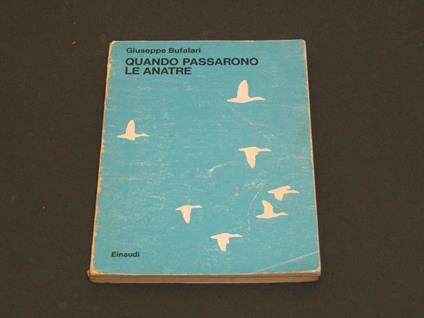 Giuseppe Bufalari
QUANDO PASSARONO
LE ANATRE
Einaudi